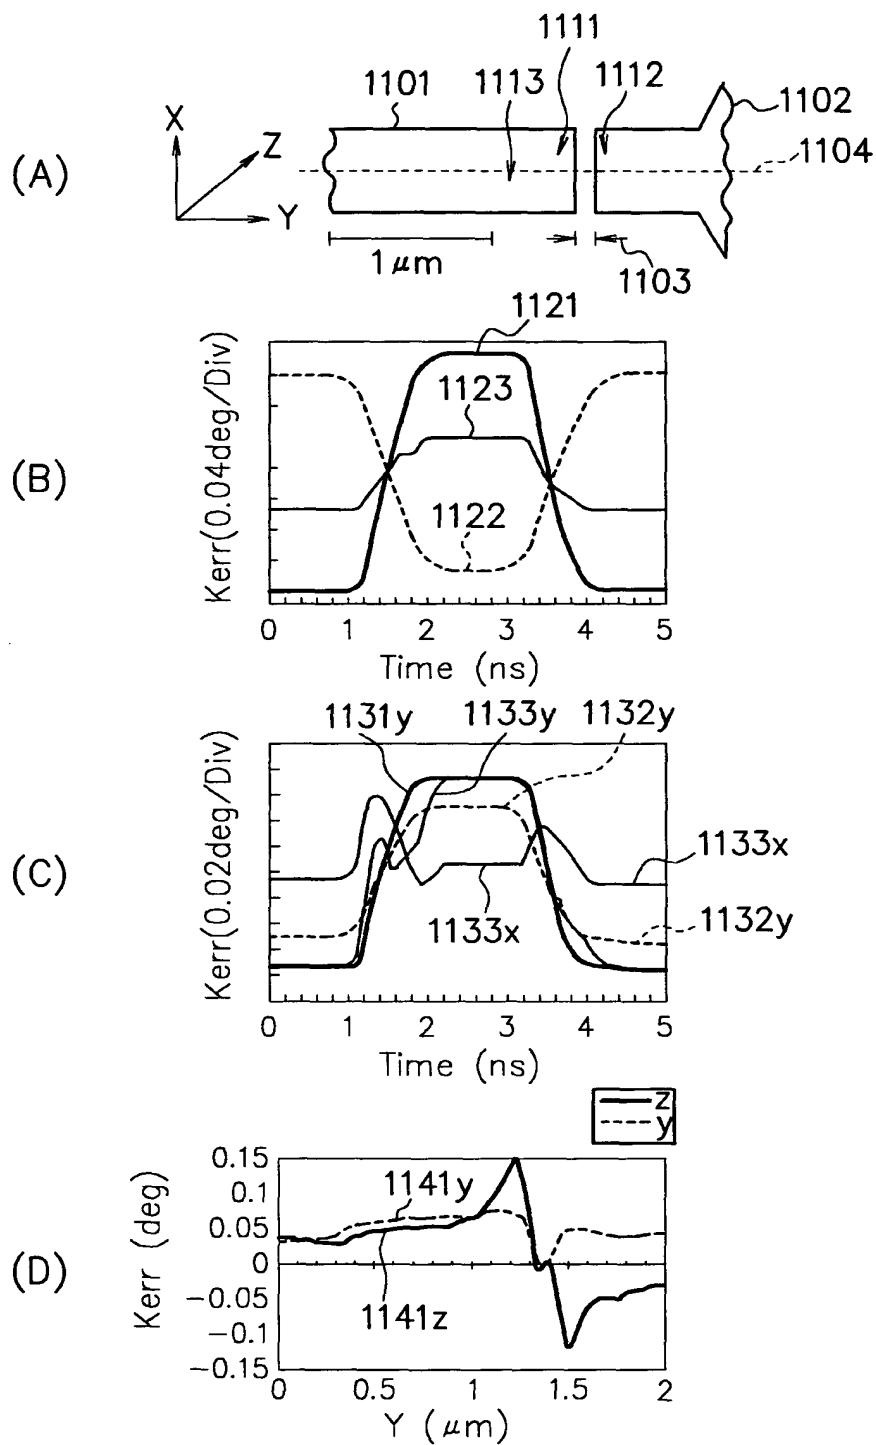 1111
1101
1113
1112
1102
X
Z
1104
(A)
Y
1 μm
1103
1121
1123
Kerr(0.04deg/Div)
(B)
1122
0 1 2 3 4 5
Time (ns)
1131y 1133y 1132y
Kerr(0.02deg/Div)
1133x
(C)
1132y
1133x
0 1 2 3 4 5
Time (ns)
z
y
0.15
0.1
1141y
0.05
Kerr (deg)
(D)
0
-0.05
1141z
-0.1
-0.15
0 0.5 1 1.5 2
Y (μm)